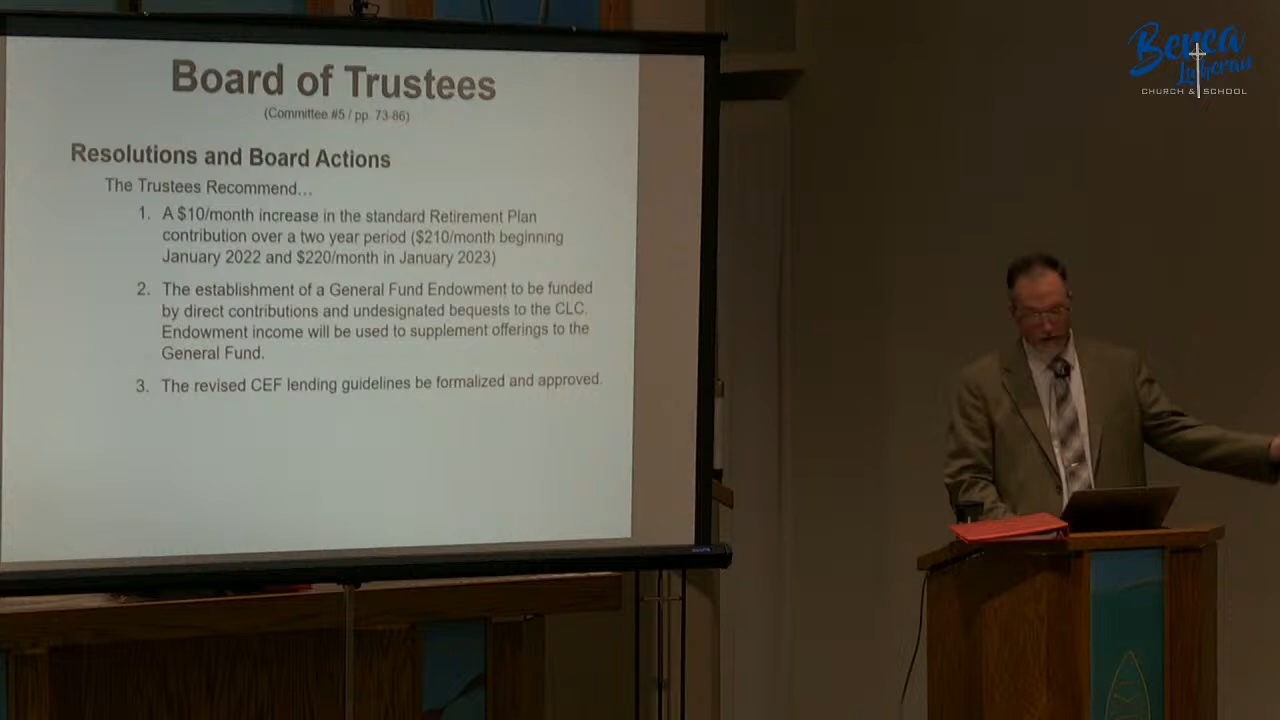 Board of Trustees
(Committee #5 / pp. 73-86)
Resolutions and Board Actions
The Trustees Recommend...
1. A $10/month increase in the standard Retirement Plan
contribution over a two year period ($210/month beginning
January 2022 and $220/month in January 2023)
2. The establishment of a General Fund Endowment to be funded
by direct contributions and undesignated bequests to the CLC.
Endowment income will be used to supplement offerings to the
General Fund.
3. The revised CEF lending guidelines be formalized and approved.
Berea
Lutheran
CHURCH & SCHOOL